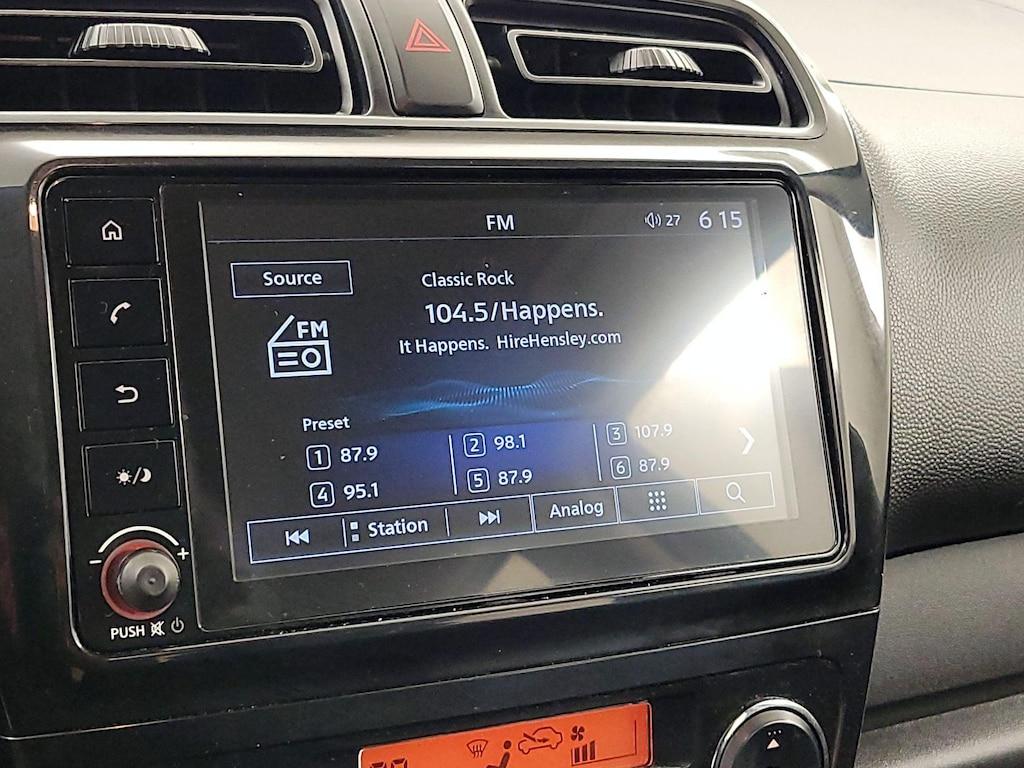 FM
27
6 15
Source
Classic Rock
FM
104.5/Happens.
It Happens. HireHensley.com
Preset
1 87.9
2 98.1
3 107.9
4 95.1
5 87.9
6 87.9
Station
Analog
- +
PUSH